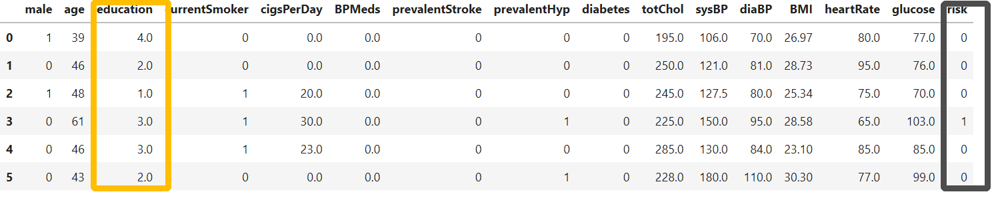 male age education currentSmoker cigsPerDay BPMeds prevalentStroke prevalentHyp diabetes totChol sysBP diaBP BMI heartRate glucose risk
0 1 39 4.0 0 0.0 0.0 0 0 0 195.0 106.0 70.0 26.97 80.0 77.0 0
1 0 46 2.0 0 0.0 0.0 0 0 0 250.0 121.0 81.0 28.73 95.0 76.0 0
2 1 48 1.0 1 20.0 0.0 0 0 0 245.0 127.5 80.0 25.34 75.0 70.0 0
3 0 61 3.0 1 30.0 0.0 0 1 0 225.0 150.0 95.0 28.58 65.0 103.0 1
4 0 46 3.0 1 23.0 0.0 0 0 0 285.0 130.0 84.0 23.10 85.0 85.0 0
5 0 43 2.0 0 0.0 0.0 0 1 0 228.0 180.0 110.0 30.30 77.0 99.0 0